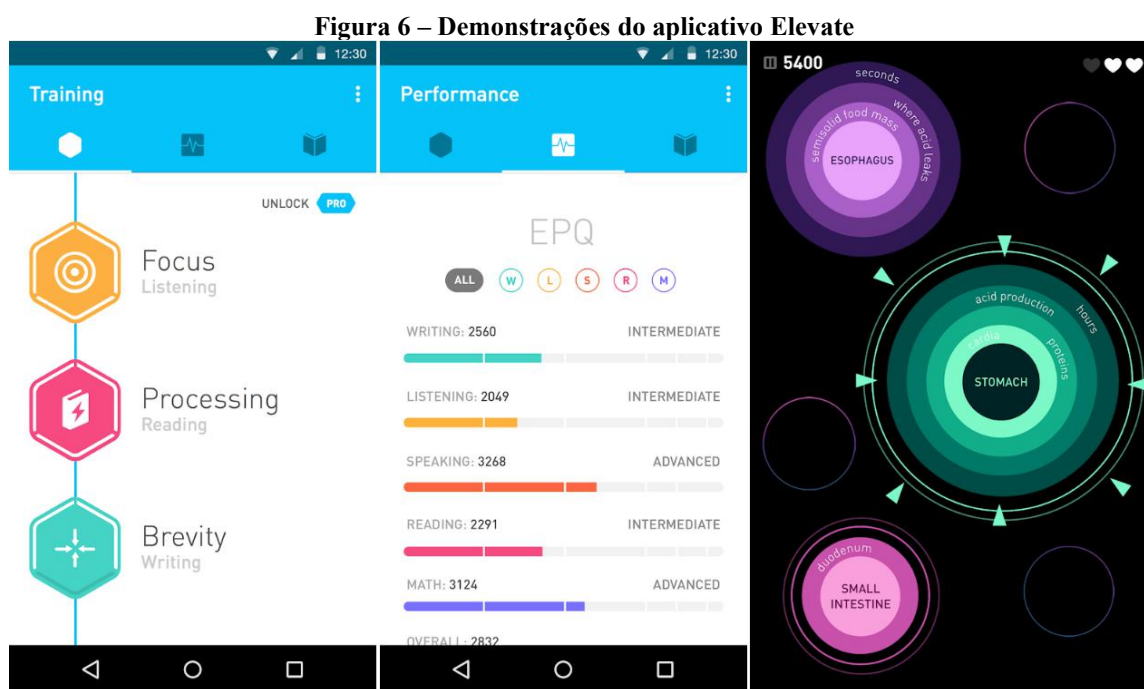 Figura 6 – Demonstrações do aplicativo Elevate
12:30
Training
UNLOCK PRO
Focus
Listening
Processing
Reading
Brevity
Writing
12:30
Performance
EPQ
ALL W L S R M
WRITING: 2560 INTERMEDIATE
LISTENING: 2049 INTERMEDIATE
SPEAKING: 3268 ADVANCED
READING: 2291 INTERMEDIATE
MATH: 3124 ADVANCED
OVERALL: 2832
5400
seconds
where acid leaks
semisolid food mass
ESOPHAGUS
acid production
hours
cardia
proteins
STOMACH
duodenum
SMALL
INTESTINE